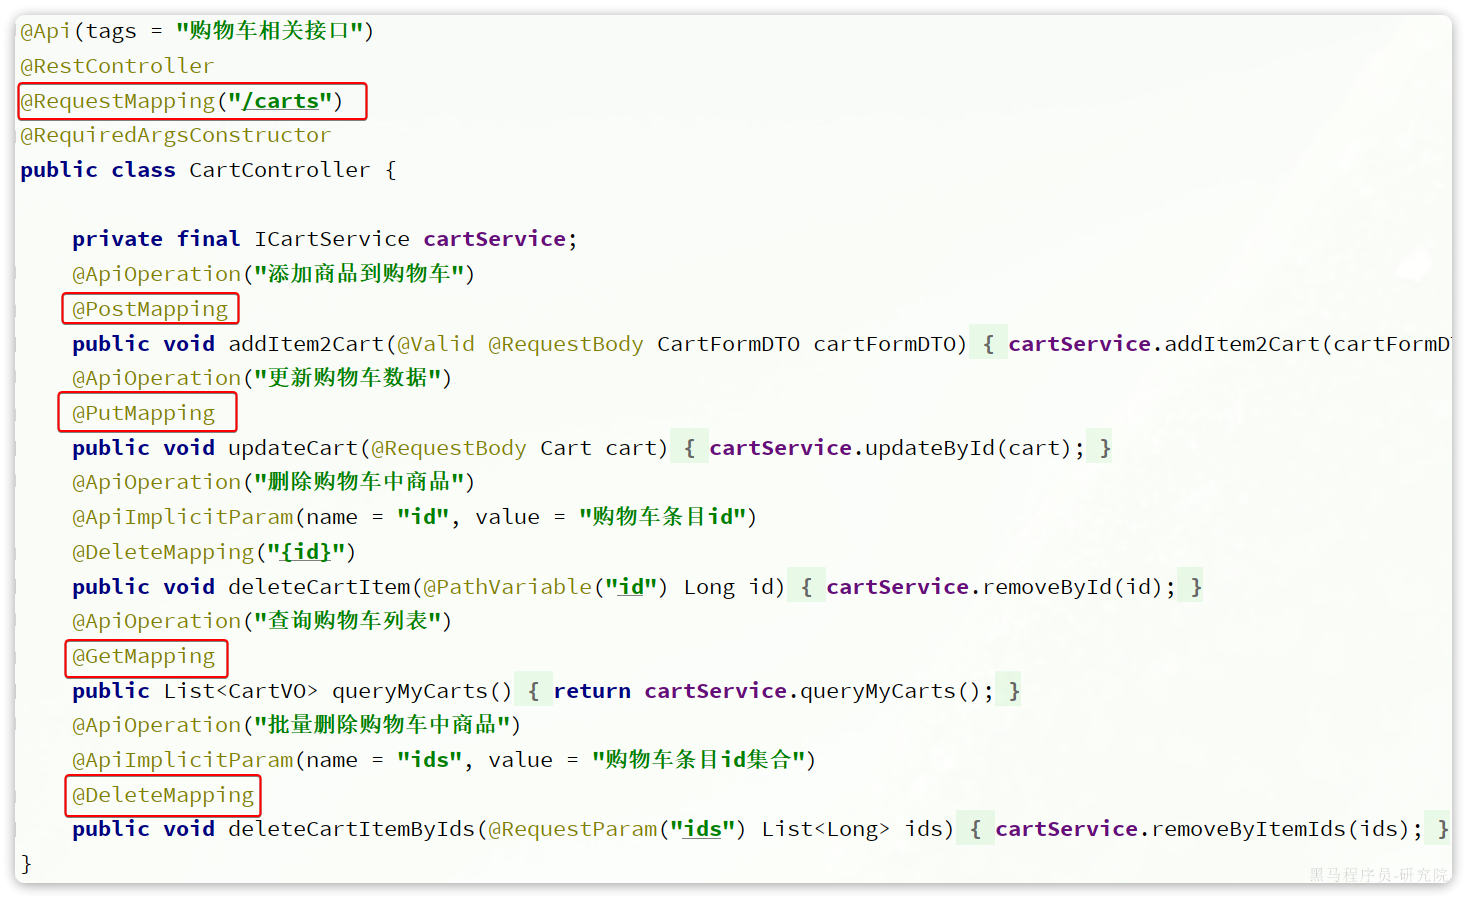 @Api(tags = "购物车相关接口")
@RestController
@RequestMapping("/carts")
@RequiredArgsConstructor
public class CartController {
private final ICartService cartService;
@ApiOperation("添加商品到购物车")
@PostMapping
public void addItem2Cart(@Valid @RequestBody CartFormDTO cartFormDTO) { cartService.addItem2Cart(cartFormDT
@ApiOperation("更新购物车数据")
@PutMapping
public void updateCart(@RequestBody Cart cart) { cartService.updateById(cart); }
@ApiOperation("删除购物车中商品")
@ApiImplicitParam(name = "id", value = "购物车条目id")
@DeleteMapping("{id}")
public void deleteCartItem(@PathVariable("id") Long id) { cartService.removeById(id); }
@ApiOperation("查询购物车列表")
@GetMapping
public List<CartVO> queryMyCarts() { return cartService.queryMyCarts(); }
@ApiOperation("批量删除购物车中商品")
@ApiImplicitParam(name = "ids", value = "购物车条目id集合")
@DeleteMapping
public void deleteCartItemByIds(@RequestParam("ids") List<Long> ids) { cartService.removeByItemIds(ids); }
}
黑马程序员-研究院